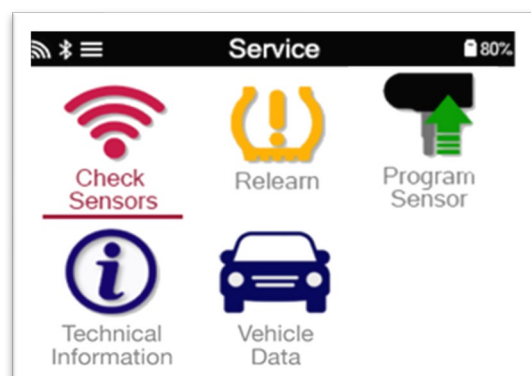 Service
80%
Check
Sensors
Relearn
Program
Sensor
Technical
Information
Vehicle
Data